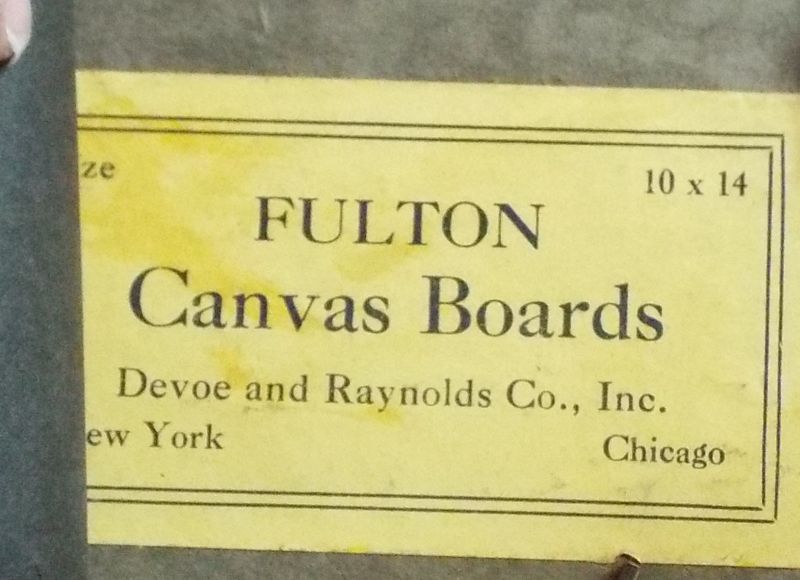 ze 10 x 14
FULTON
Canvas Boards
Devoe and Raynolds Co., Inc.
ew York Chicago